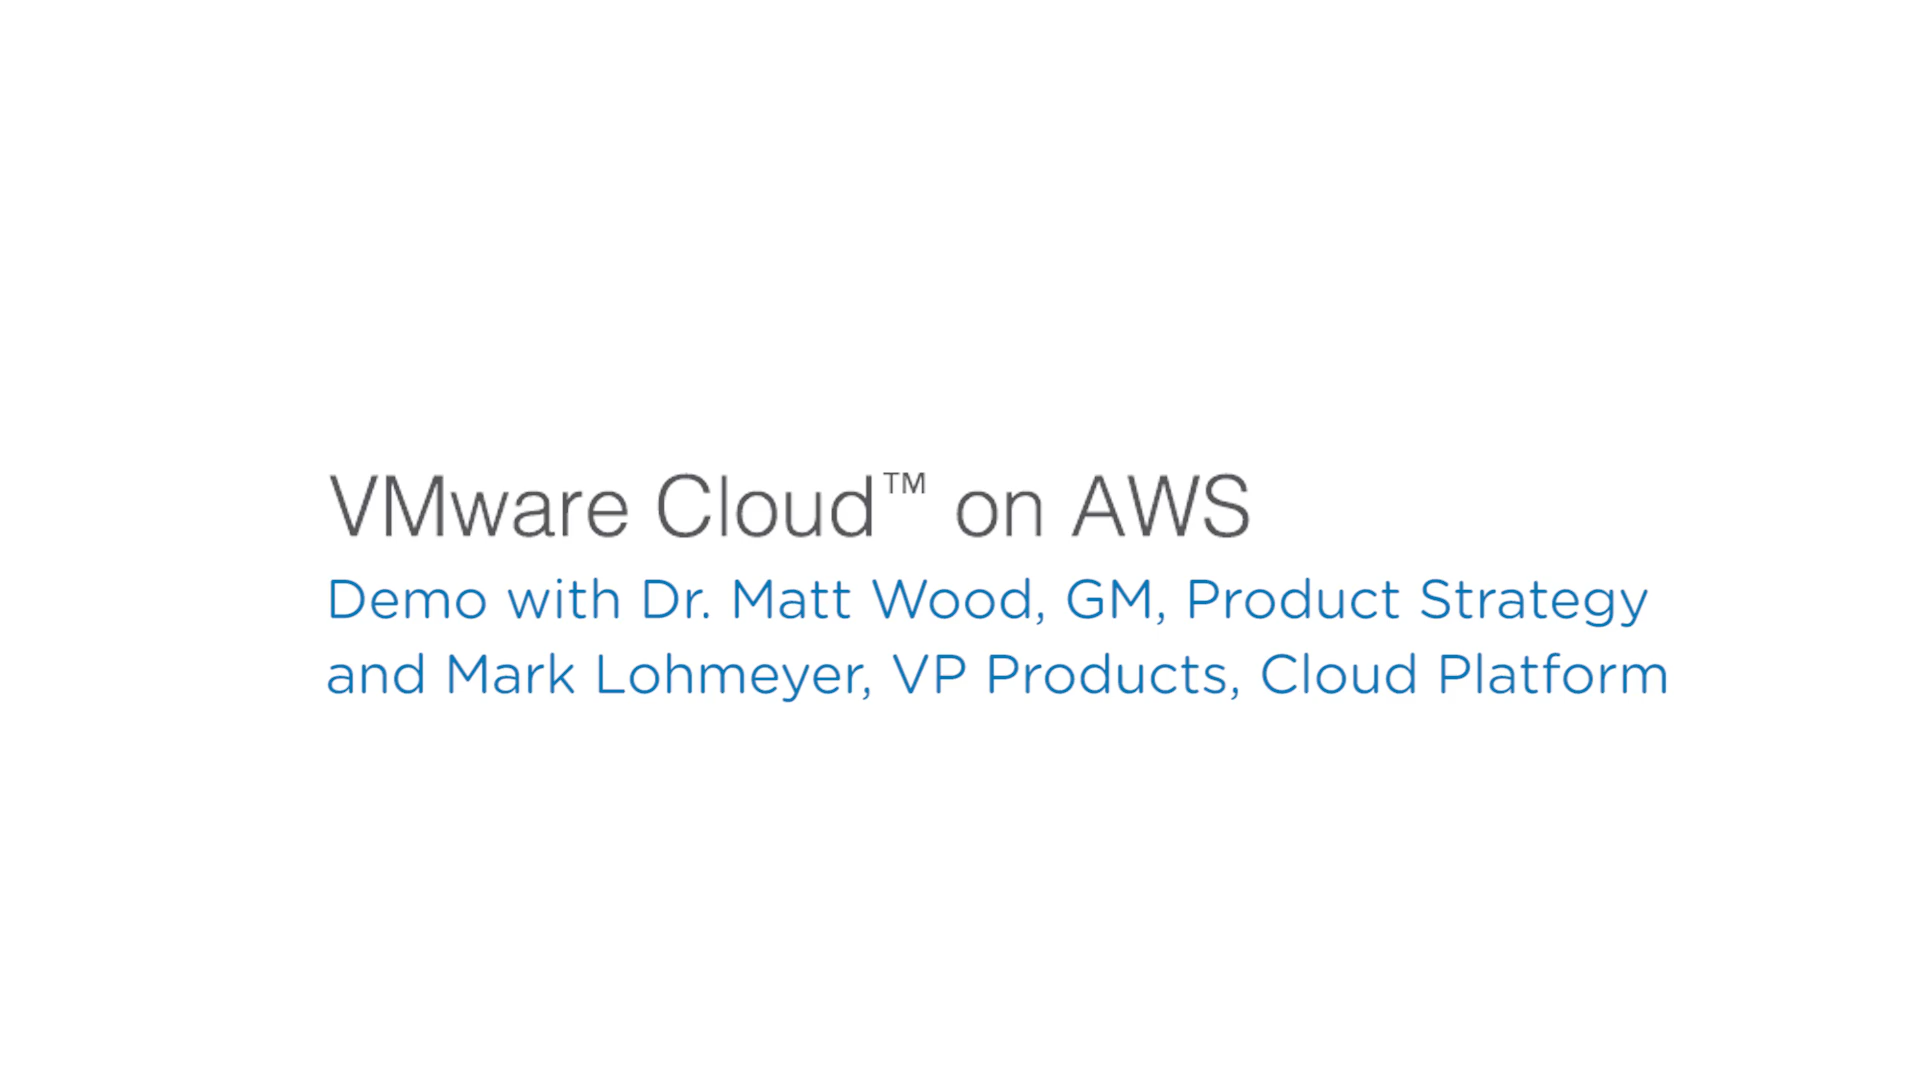 VMware Cloud™ on AWS
Demo with Dr. Matt Wood, GM, Product Strategy
and Mark Lohmeyer, VP Products, Cloud Platform